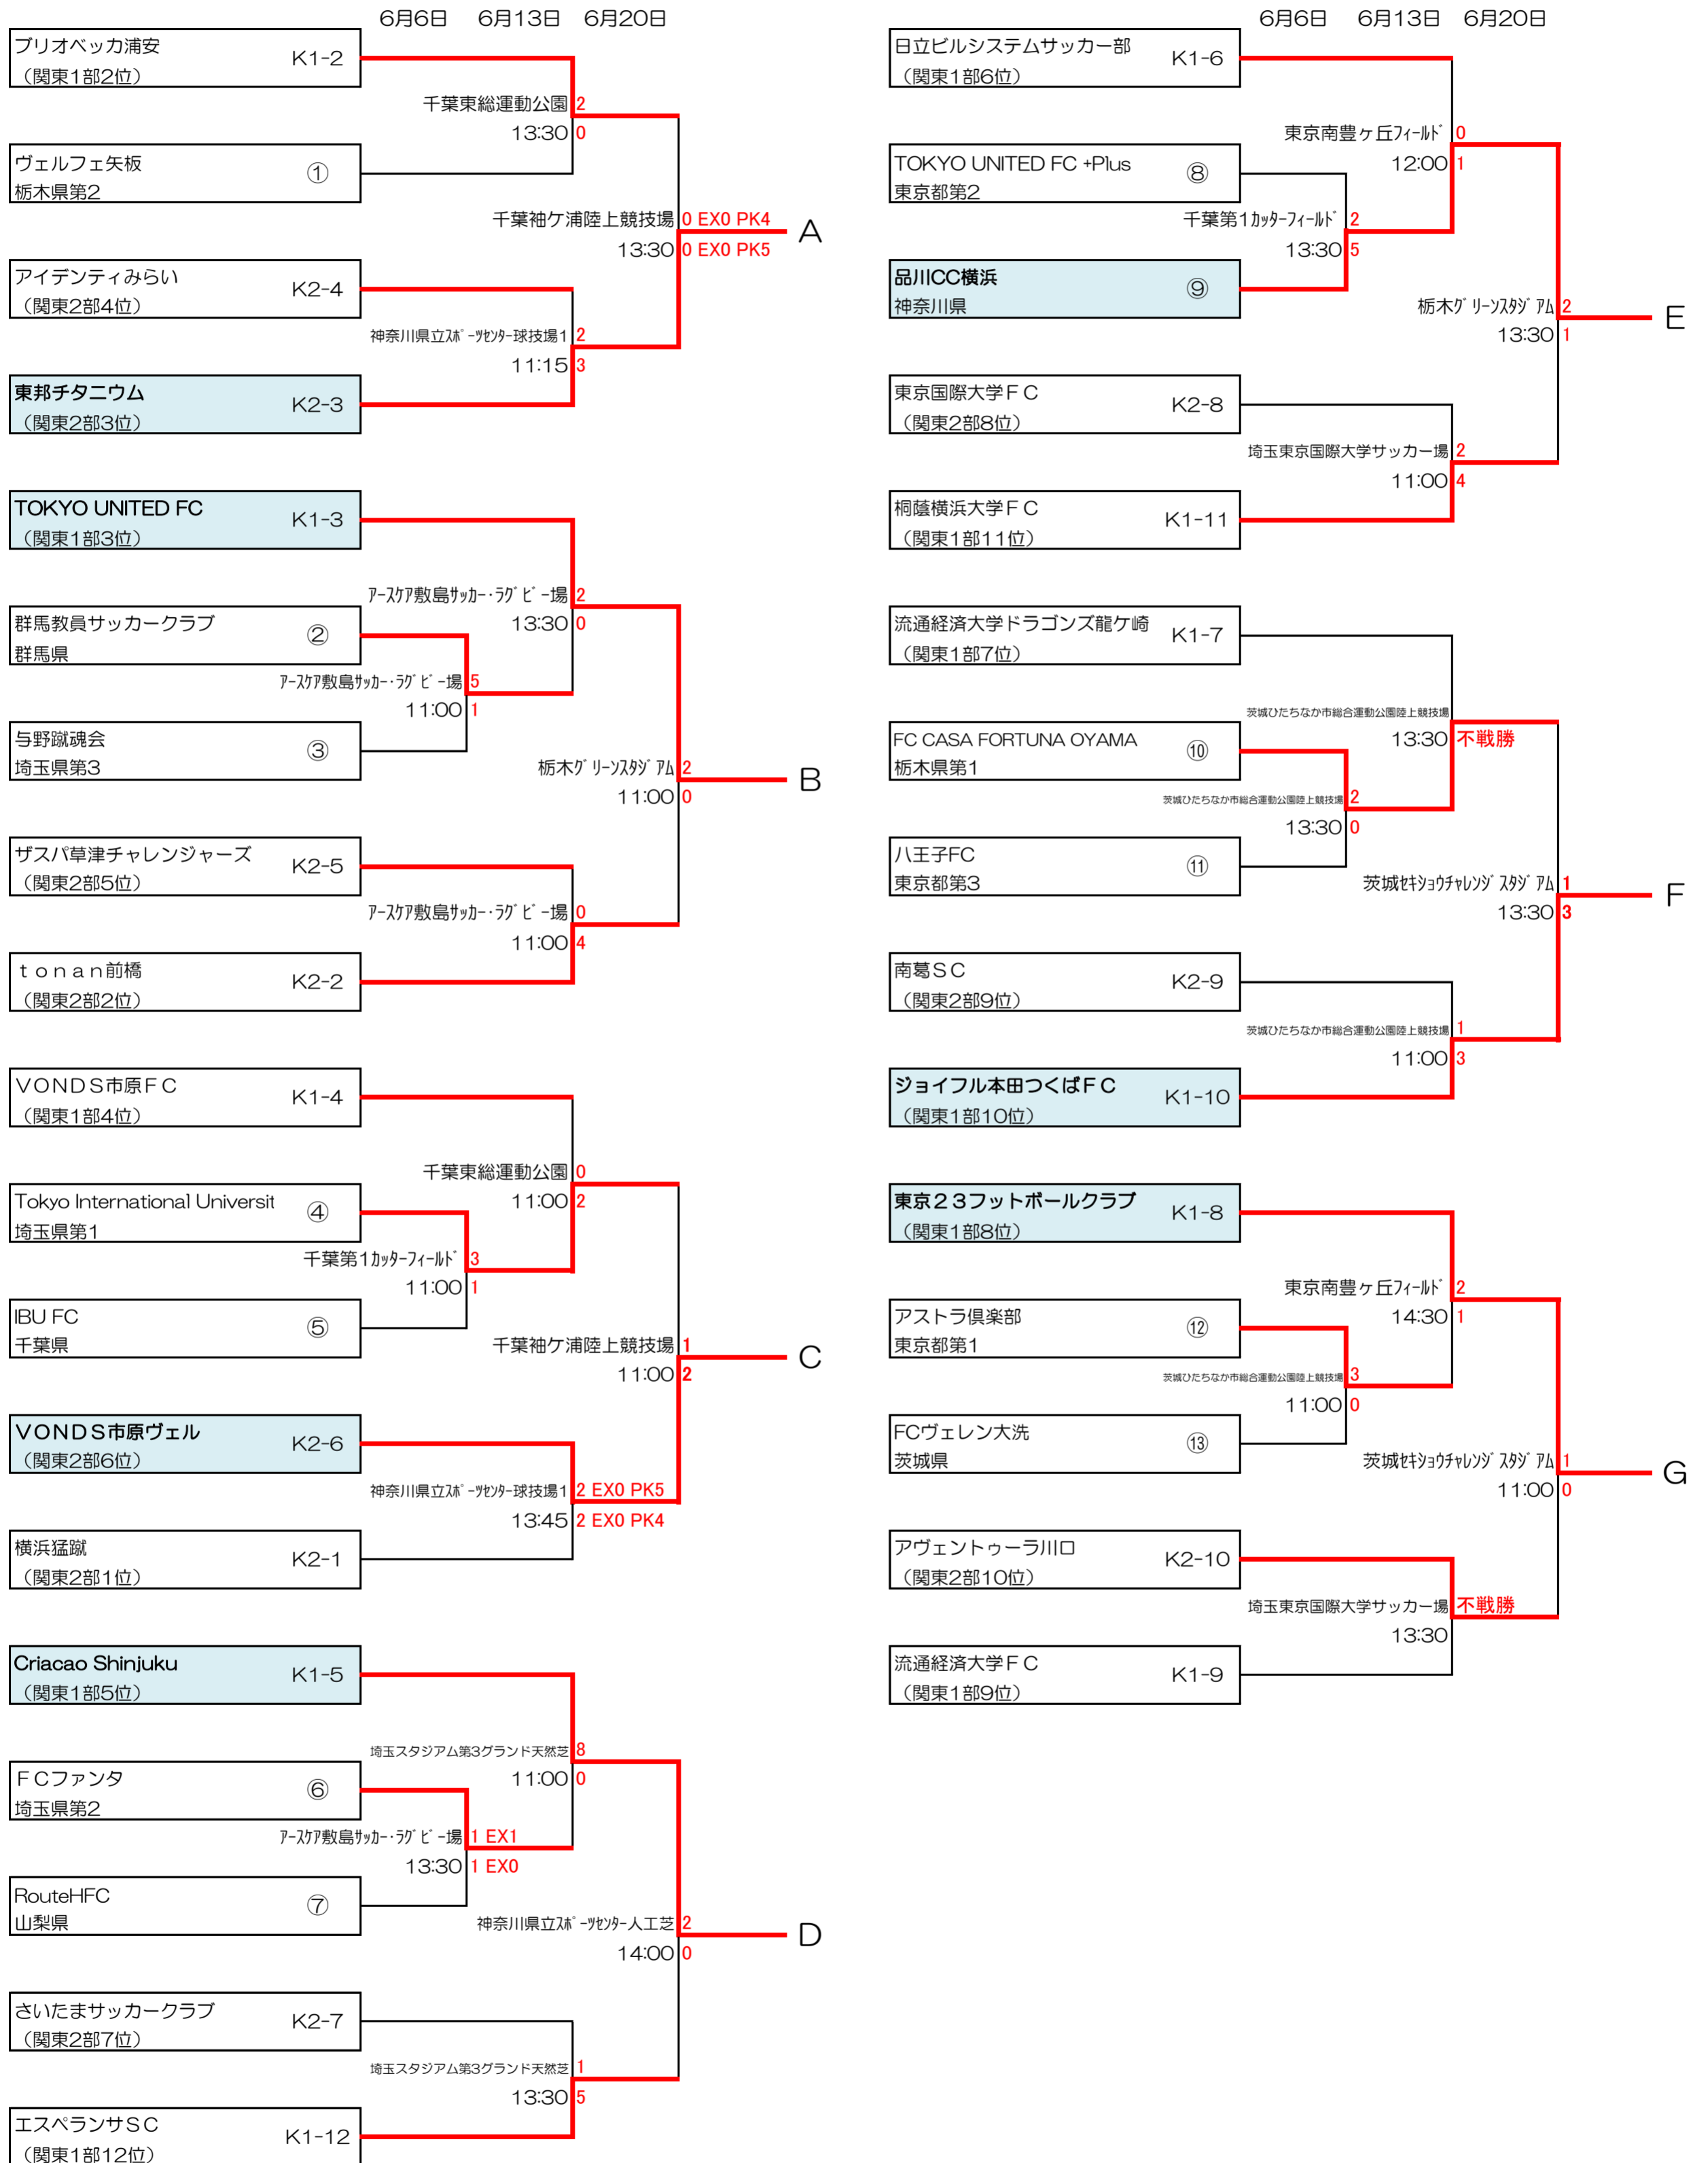 6月6日 6月13日 6月20日
ブリオベッカ浦安
（関東1部2位）
K1-2
千葉東総運動公園 2
13:30 0
ヴェルフェ矢板
栃木県第2
①
千葉袖ケ浦陸上競技場 0 EX0 PK4
13:30 0 EX0 PK5
A
アイデンティみらい
（関東2部4位）
K2-4
神奈川県立ｽﾎﾟｰﾂｾﾝﾀｰ球技場1 2
11:15 3
東邦チタニウム
（関東2部3位）
K2-3
TOKYO UNITED FC
（関東1部3位）
K1-3
ｱｰｽｹｱ敷島ｻｯｶｰ･ﾗｸﾞﾋﾞｰ場 2
13:30 0
群馬教員サッカークラブ
群馬県
②
ｱｰｽｹｱ敷島ｻｯｶｰ･ﾗｸﾞﾋﾞｰ場 5
11:00 1
与野蹴魂会
埼玉県第3
③
栃木ｸﾞﾘｰﾝｽﾀｼﾞｱﾑ 2
11:00 0
B
ザスパ草津チャレンジャーズ
（関東2部5位）
K2-5
ｱｰｽｹｱ敷島ｻｯｶｰ･ﾗｸﾞﾋﾞｰ場 0
11:00 4
ｔｏｎａｎ前橋
（関東2部2位）
K2-2
ＶＯＮＤＳ市原ＦＣ
（関東1部4位）
K1-4
千葉東総運動公園 0
11:00 2
Tokyo International Universit
埼玉県第1
④
千葉第1ｶｯﾀｰﾌｨｰﾙﾄﾞ 3
11:00 1
IBU FC
千葉県
⑤
千葉袖ケ浦陸上競技場 1
11:00 2
C
ＶＯＮＤＳ市原ヴェル
（関東2部6位）
K2-6
神奈川県立ｽﾎﾟｰﾂｾﾝﾀｰ球技場1 2 EX0 PK5
13:45 2 EX0 PK4
横浜猛蹴
（関東2部1位）
K2-1
Criacao Shinjuku
（関東1部5位）
K1-5
埼玉スタジアム第3グランド天然芝 8
11:00 0
ＦＣファンタ
埼玉県第2
⑥
ｱｰｽｹｱ敷島ｻｯｶｰ･ﾗｸﾞﾋﾞｰ場 1 EX1
13:30 1 EX0
RouteHFC
山梨県
⑦
神奈川県立ｽﾎﾟｰﾂｾﾝﾀｰ人工芝 2
14:00 0
D
さいたまサッカークラブ
（関東2部7位）
K2-7
埼玉スタジアム第3グランド天然芝 1
13:30 5
エスペランサＳＣ
（関東1部12位）
K1-12
6月6日 6月13日 6月20日
日立ビルシステムサッカー部
（関東1部6位）
K1-6
東京南豊ヶ丘ﾌｨｰﾙﾄﾞ 0
12:00 1
TOKYO UNITED FC +Plus
東京都第2
⑧
千葉第1ｶｯﾀｰﾌｨｰﾙﾄﾞ 2
13:30 5
品川CC横浜
神奈川県
⑨
栃木ｸﾞﾘｰﾝｽﾀｼﾞｱﾑ 2
13:30 1
E
東京国際大学ＦＣ
（関東2部8位）
K2-8
埼玉東京国際大学サッカー場 2
11:00 4
桐蔭横浜大学ＦＣ
（関東1部11位）
K1-11
流通経済大学ドラゴンズ龍ケ崎
（関東1部7位）
K1-7
茨城ひたちなか市総合運動公園陸上競技場
13:30 不戦勝
FC CASA FORTUNA OYAMA
栃木県第1
⑩
茨城ひたちなか市総合運動公園陸上競技場 2
13:30 0
八王子FC
東京都第3
⑪
茨城ｾｷｼｮｳﾁｬﾚﾝｼﾞｽﾀｼﾞｱﾑ 1
13:30 3
F
南葛ＳＣ
（関東2部9位）
K2-9
茨城ひたちなか市総合運動公園陸上競技場 1
11:00 3
ジョイフル本田つくばＦＣ
（関東1部10位）
K1-10
東京２３フットボールクラブ
（関東1部8位）
K1-8
東京南豊ヶ丘ﾌｨｰﾙﾄﾞ 2
14:30 1
アストラ倶楽部
東京都第1
⑫
茨城ひたちなか市総合運動公園陸上競技場 3
11:00 0
FCヴェレン大洗
茨城県
⑬
茨城ｾｷｼｮｳﾁｬﾚﾝｼﾞｽﾀｼﾞｱﾑ 1
11:00 0
G
アヴェントゥーラ川口
（関東2部10位）
K2-10
埼玉東京国際大学サッカー場 不戦勝
13:30
流通経済大学ＦＣ
（関東1部9位）
K1-9